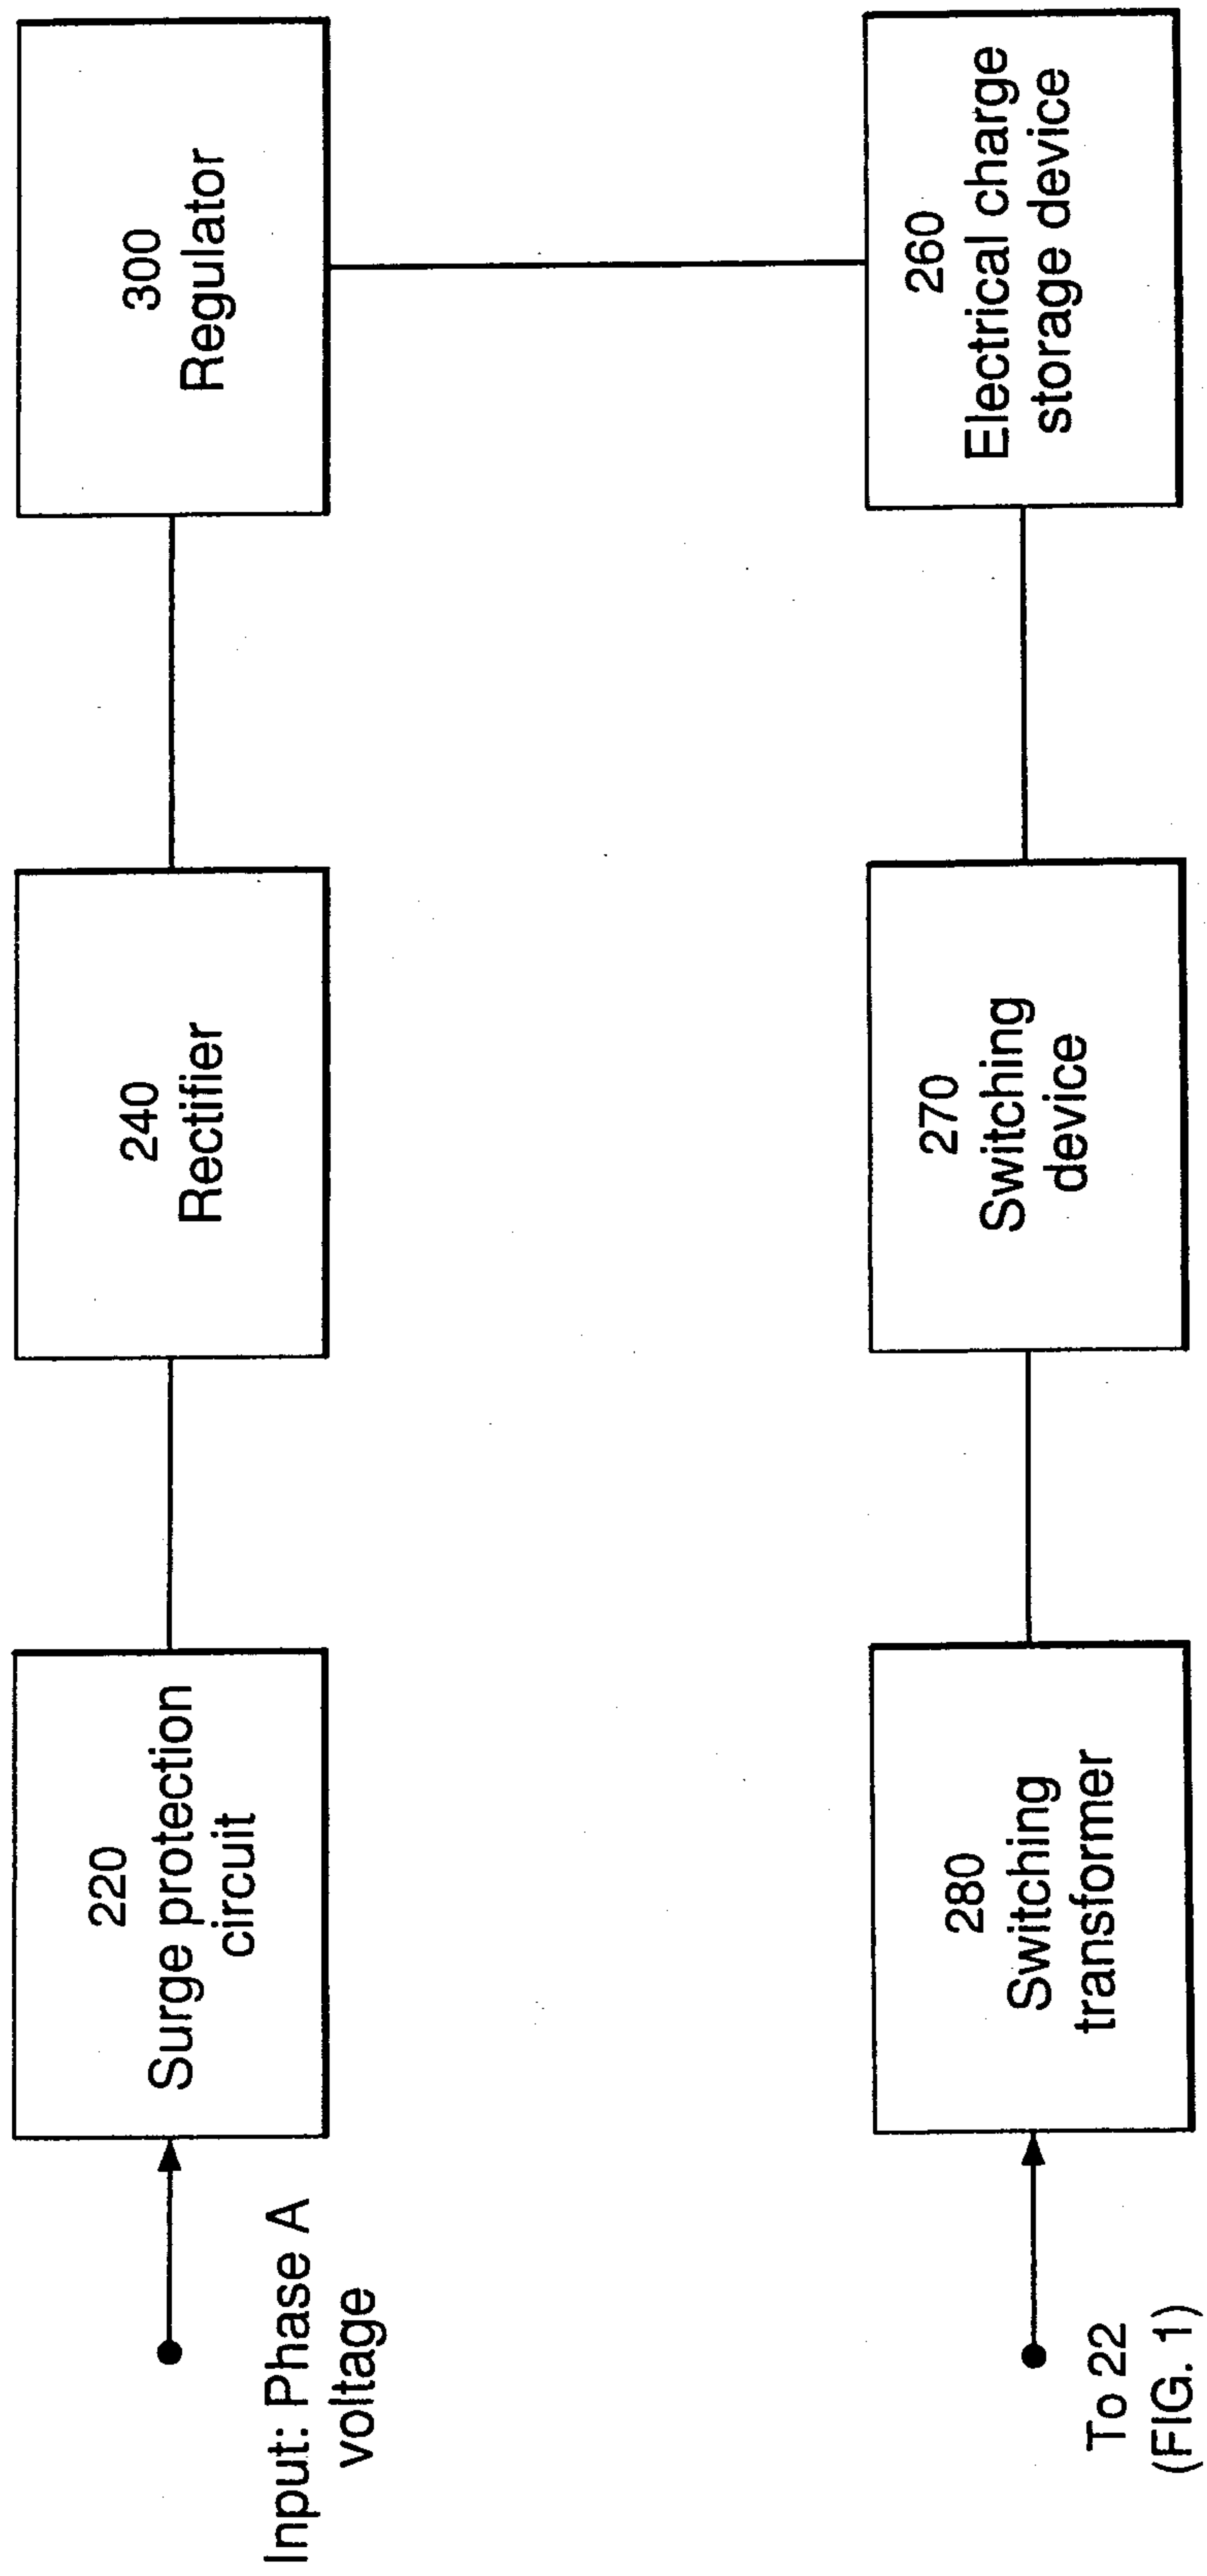 Input: Phase A
voltage
220
Surge protection
circuit
240
Rectifier
300
Regulator
To 22
(FIG. 1)
280
Switching
transformer
270
Switching
device
260
Electrical charge
storage device